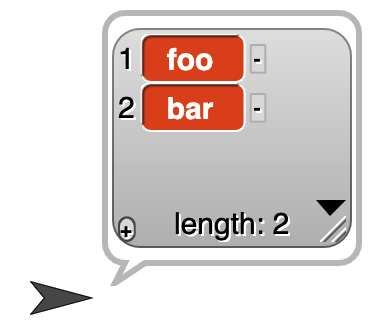 1 foo -
2 bar -
+ length: 2